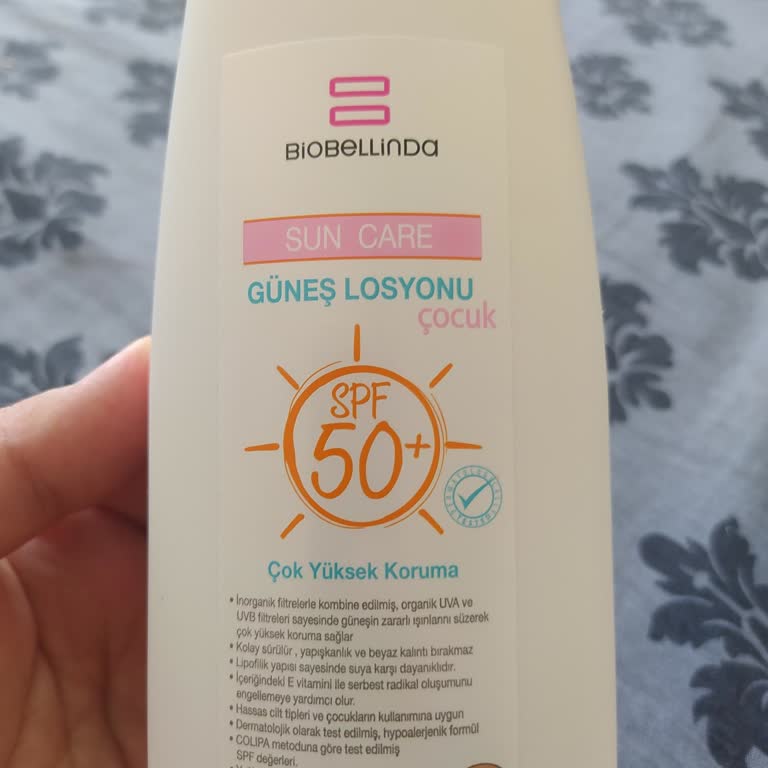 BiOBeLLiNDa
SUN CARE
GÜNEŞ LOSYONU
çocuk
SPF
50+
Çok Yüksek Koruma
• İnorganik filtrelerle kombine edilmiş, organik UVA ve
UVB filtreleri sayesinde güneşin zararlı ışınlarını süzerek
çok yüksek koruma sağlar
• Kolay sürülür , yapışkanlık ve beyaz kalıntı bırakmaz
• Lipofilik yapısı sayesinde suya karşı dayanıklıdır.
• İçeriğindeki E vitamini ile serbest radikal oluşumunu
engellemeye yardımcı olur.
• Hassas cilt tipleri ve çocukların kullanımına uygun
• Dermatolojik olarak test edilmiş, hypoalerjenik formül
• COLIPA metoduna göre test edilmiş
SPF değerleri.